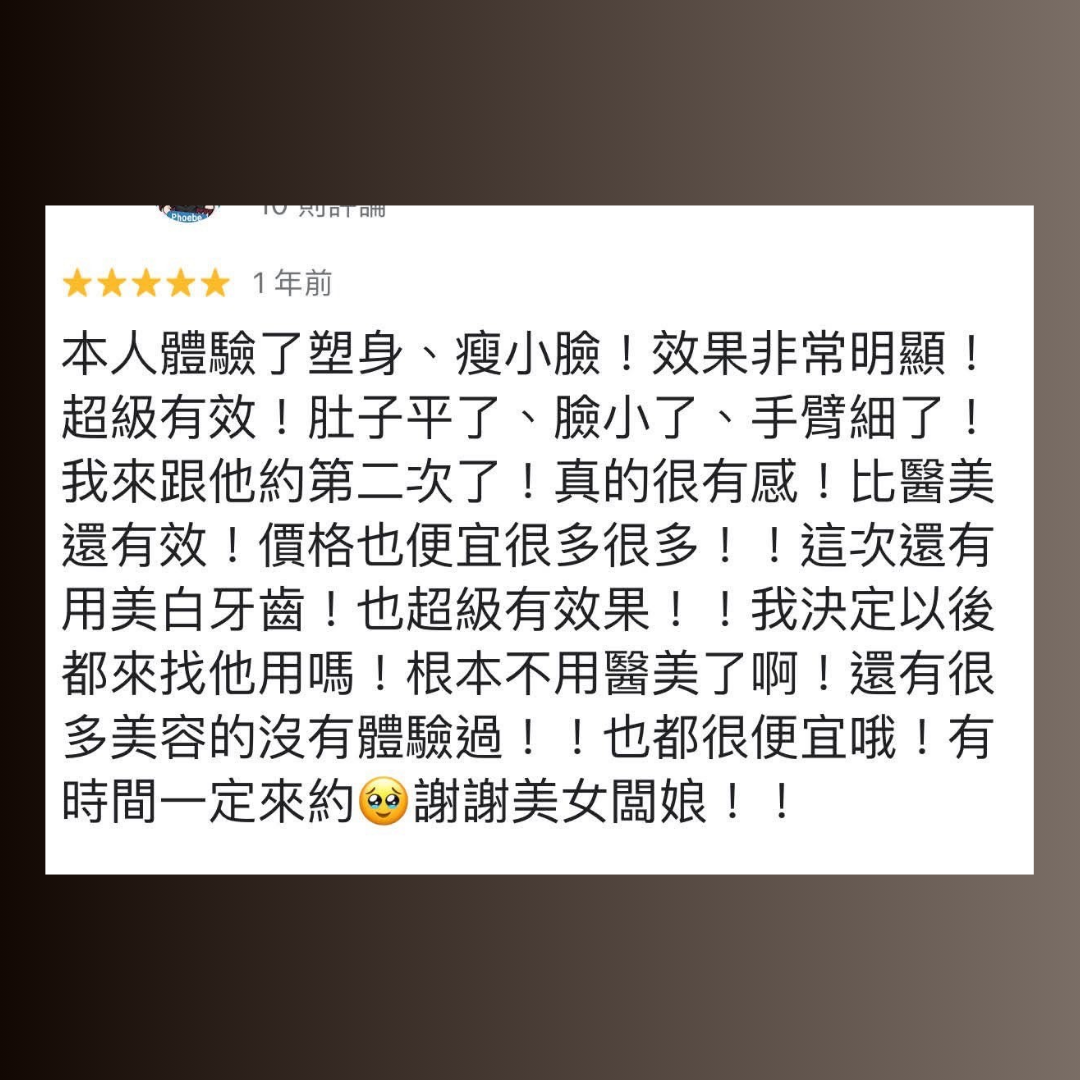 Phoebe'
10 則評論
1 年前
本人體驗了塑身、瘦小臉！效果非常明顯！
超級有效！肚子平了、臉小了、手臂細了！
我來跟他約第二次了！真的很有感！比醫美
還有效！價格也便宜很多很多！！這次還有
用美白牙齒！也超級有效果！！我決定以後
都來找他用嗎！根本不用醫美了啊！還有很
多美容的沒有體驗過！！也都很便宜哦！有
時間一定來約🥹謝謝美女闆娘！！